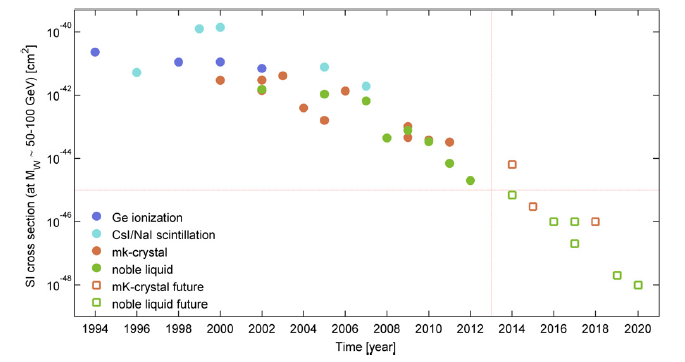 SI cross section (at M_W ~ 50-100 GeV) [cm²]
10⁻⁴⁰
10⁻⁴²
10⁻⁴⁴
10⁻⁴⁶
10⁻⁴⁸
Ge ionization
CsI/NaI scintillation
mk-crystal
noble liquid
mK-crystal future
noble liquid future
1994 1996 1998 2000 2002 2004 2006 2008 2010 2012 2014 2016 2018 2020
Time [year]